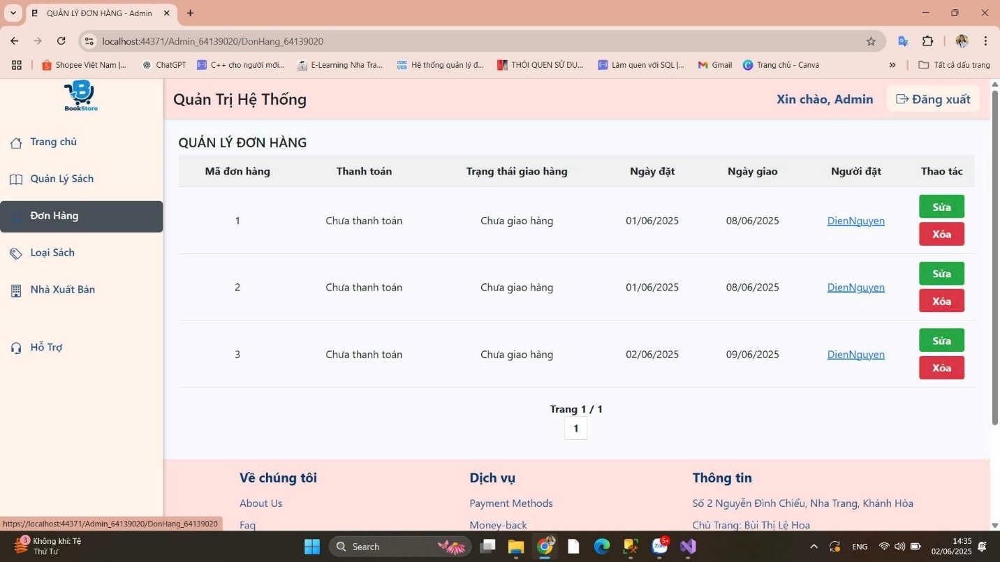 QUẢN LÝ ĐƠN HÀNG - Admin
localhost:44371/Admin_64139020/DonHang_64139020
Shopee Việt Nam |... ChatGPT C++ cho người mới... E-Learning Nha Tra... Hệ thống quản lý đ... THÓI QUEN SỬ DỤ... Làm quen với SQL |... Gmail Trang chủ - Canva » Tất cả dấu trang
BookStore
Quản Trị Hệ Thống
Xin chào, Admin
Đăng xuất
Trang chủ
Quản Lý Sách
Đơn Hàng
Loại Sách
Nhà Xuất Bản
Hỗ Trợ
QUẢN LÝ ĐƠN HÀNG
Mã đơn hàng Thanh toán Trạng thái giao hàng Ngày đặt Ngày giao Người đặt Thao tác
1 Chưa thanh toán Chưa giao hàng 01/06/2025 08/06/2025 DienNguyen Sửa
Xóa
2 Chưa thanh toán Chưa giao hàng 01/06/2025 08/06/2025 DienNguyen Sửa
Xóa
3 Chưa thanh toán Chưa giao hàng 02/06/2025 09/06/2025 DienNguyen Sửa
Xóa
Trang 1 / 1
1
Về chúng tôi Dịch vụ Thông tin
About Us Payment Methods Số 2 Nguyễn Đình Chiểu, Nha Trang, Khánh Hòa
Faq Money-back Chủ Trang: Bùi Thị Lệ Hoa
https://localhost:44371/Admin_64139020/DonHang_64139020
3 Không khí: Tệ
Thứ Tư
Search
Zalo 5+
ENG
14:35
02/06/2025